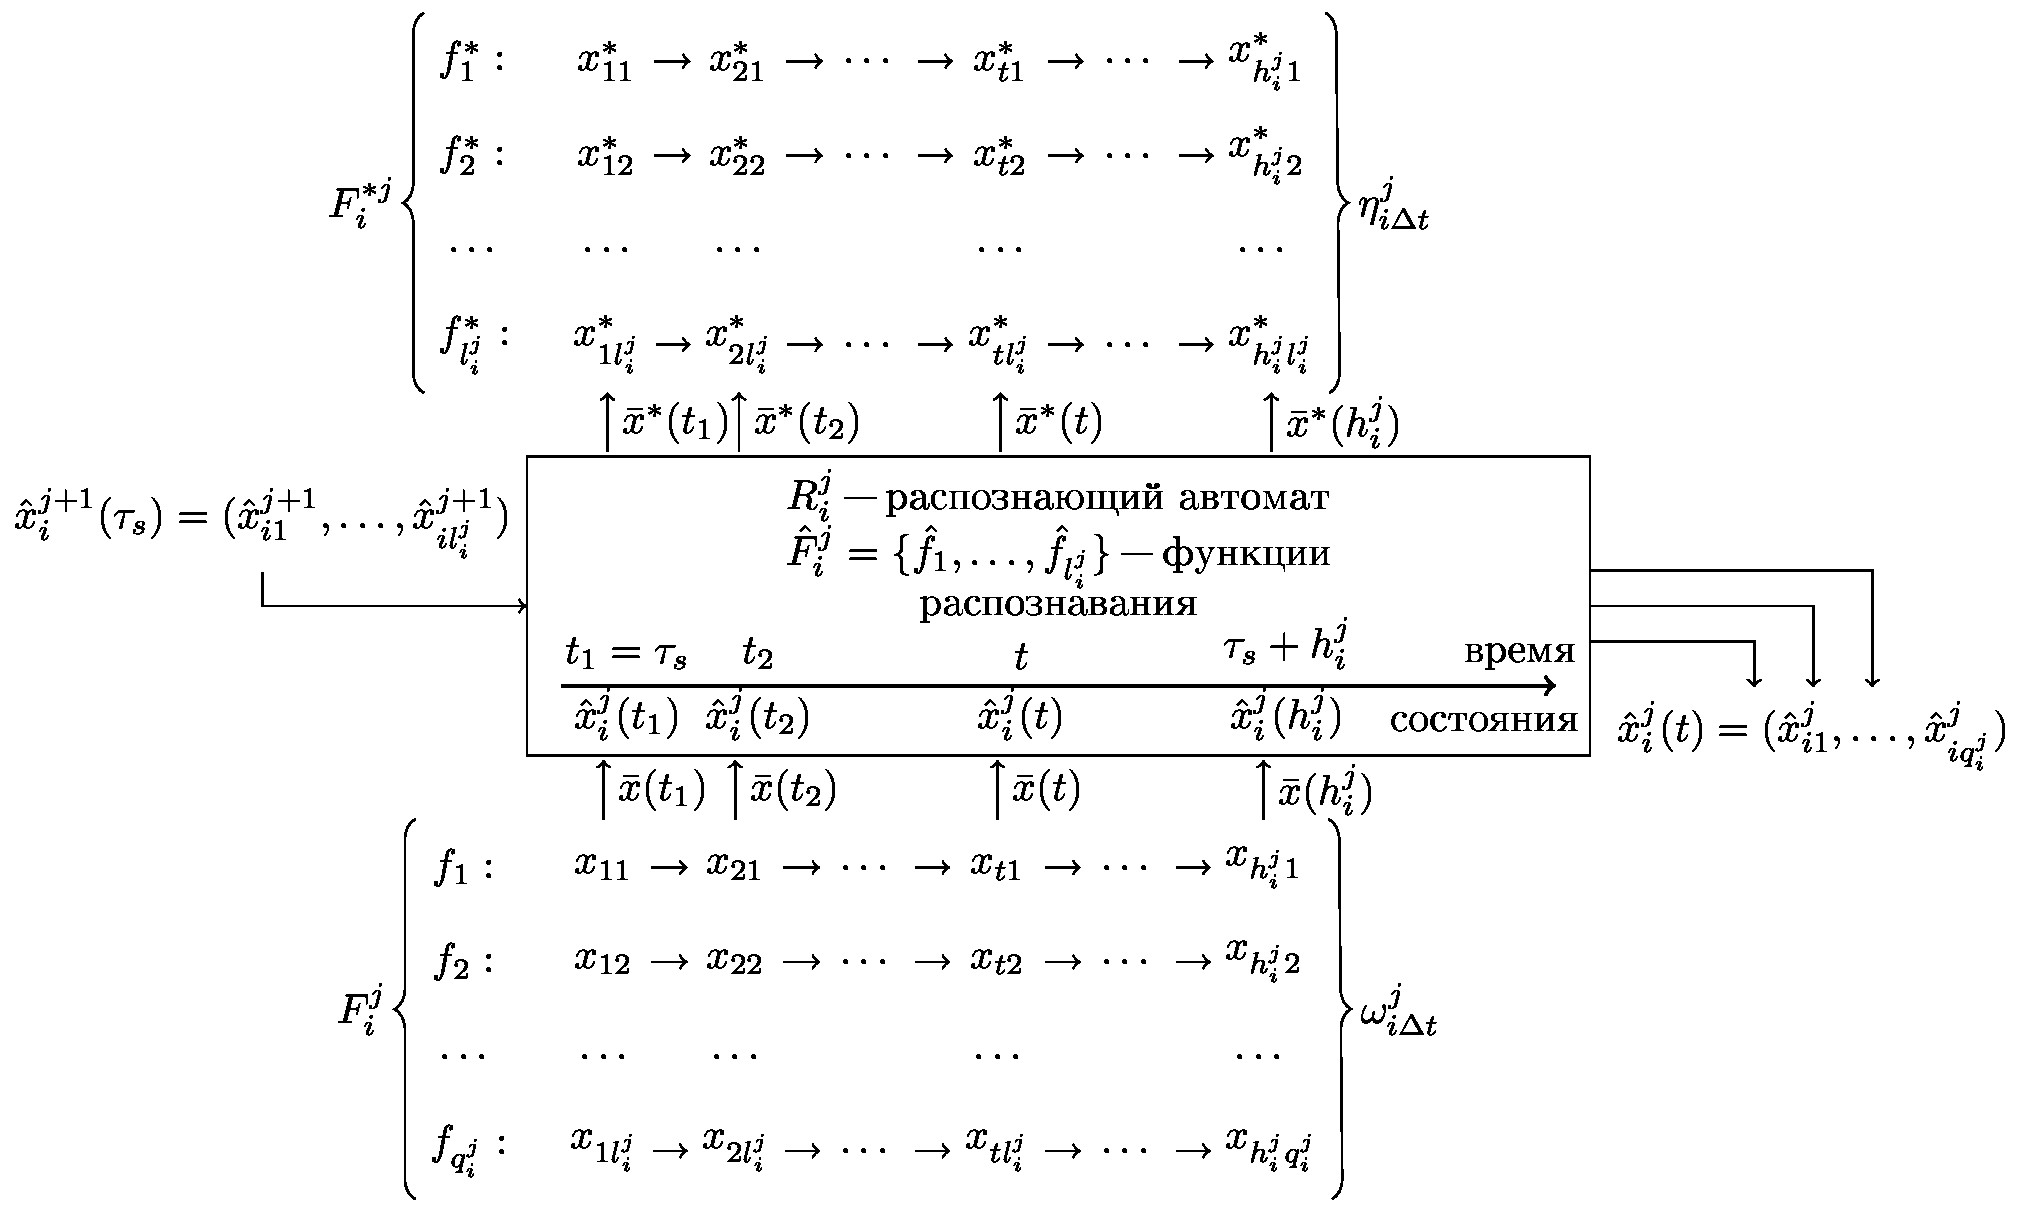 f_1^* : x_{11}^* → x_{21}^* → ⋯ → x_{t1}^* → ⋯ → x_{h_i^j 1}^*
f_2^* : x_{12}^* → x_{22}^* → ⋯ → x_{t2}^* → ⋯ → x_{h_i^j 2}^*
F_i^{*j} η_{iΔt}^j
⋯ ⋯ ⋯ ⋯ ⋯
f_{l_i^j}^* : x_{1l_i^j}^* → x_{2l_i^j}^* → ⋯ → x_{tl_i^j}^* → ⋯ → x_{h_i^j l_i^j}^*
x̄^*(t_1) x̄^*(t_2) x̄^*(t) x̄^*(h_i^j)
x̂_i^{j+1}(τ_s) = (x̂_{i1}^{j+1}, …, x̂_{il_i^j}^{j+1})
R_i^j — распознающий автомат
F̂_i^j = {f̂_1, …, f̂_{l_i^j}} — функции
распознавания
t_1 = τ_s t_2 t τ_s + h_i^j время
x̂_i^j(t_1) x̂_i^j(t_2) x̂_i^j(t) x̂_i^j(h_i^j) состояния
x̂_i^j(t) = (x̂_{i1}^j, …, x̂_{iq_i^j}^j)
x̄(t_1) x̄(t_2) x̄(t) x̄(h_i^j)
f_1 : x_{11} → x_{21} → ⋯ → x_{t1} → ⋯ → x_{h_i^j 1}
f_2 : x_{12} → x_{22} → ⋯ → x_{t2} → ⋯ → x_{h_i^j 2}
F_i^j ω_{iΔt}^j
⋯ ⋯ ⋯ ⋯ ⋯
f_{q_i^j} : x_{1l_i^j} → x_{2l_i^j} → ⋯ → x_{tl_i^j} → ⋯ → x_{h_i^j q_i^j}